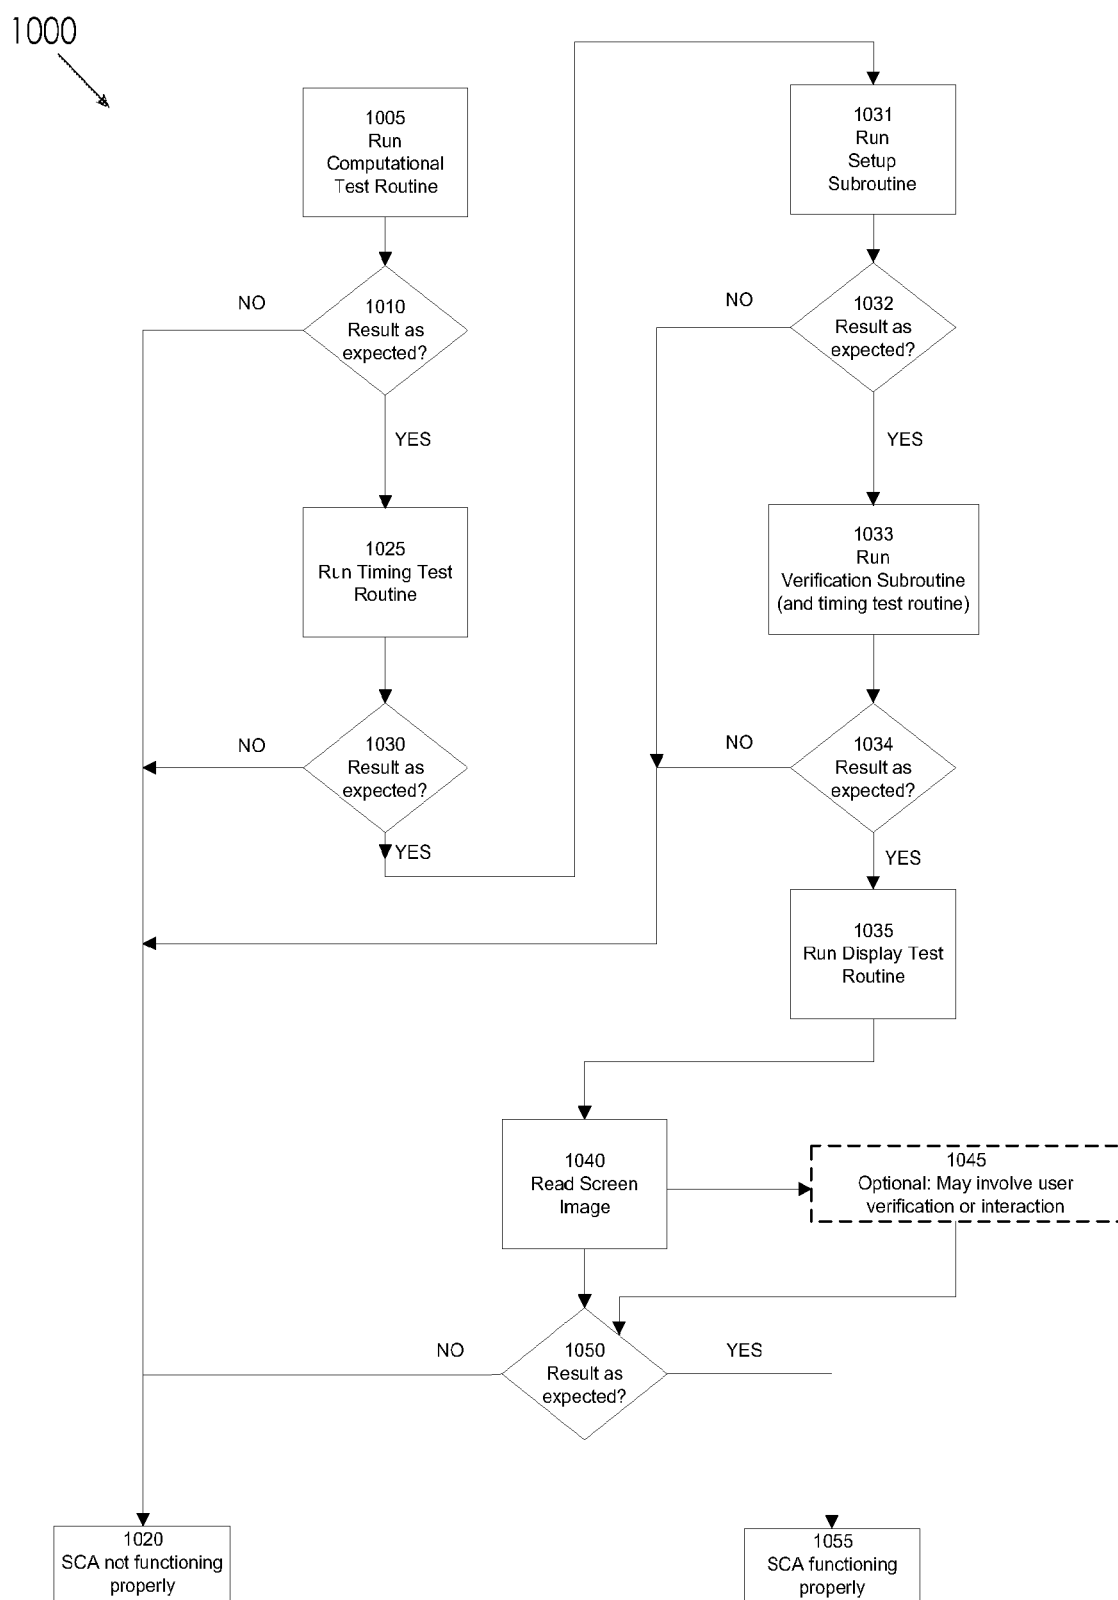 1000
1005
Run
Computational
Test Routine
NO
1010
Result as
expected?
YES
1025
Run Timing Test
Routine
NO
1030
Result as
expected?
YES
1031
Run
Setup
Subroutine
NO
1032
Result as
expected?
YES
1033
Run
Verification Subroutine
(and timing test routine)
NO
1034
Result as
expected?
YES
1035
Run Display Test
Routine
1040
Read Screen
Image
1045
Optional: May involve user
verification or interaction
NO
1050
Result as
expected?
YES
1020
SCA not functioning
properly
1055
SCA functioning
properly